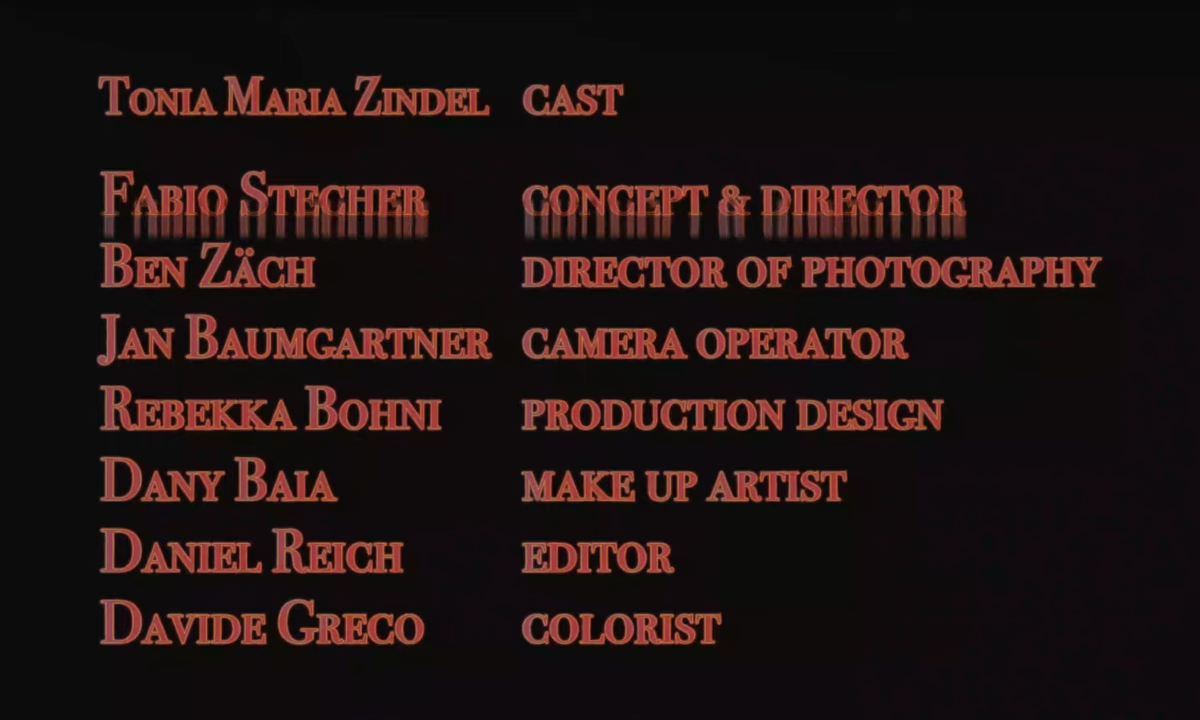 Tonia Maria Zindel cast
Fabio Stecher concept & director
Ben Zäch director of photography
Jan Baumgartner camera operator
Rebekka Bohni production design
Dany Baia make up artist
Daniel Reich editor
Davide Greco colorist